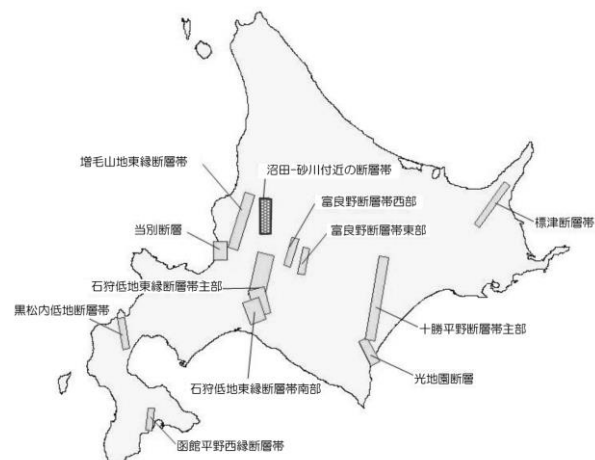 増毛山地東縁断層帯
沼田-砂川付近の断層帯
富良野断層帯西部
富良野断層帯東部
標津断層帯
当別断層
石狩低地東縁断層帯主部
黒松内低地断層帯
十勝平野断層帯主部
石狩低地東縁断層帯南部
光地園断層
函館平野西縁断層帯